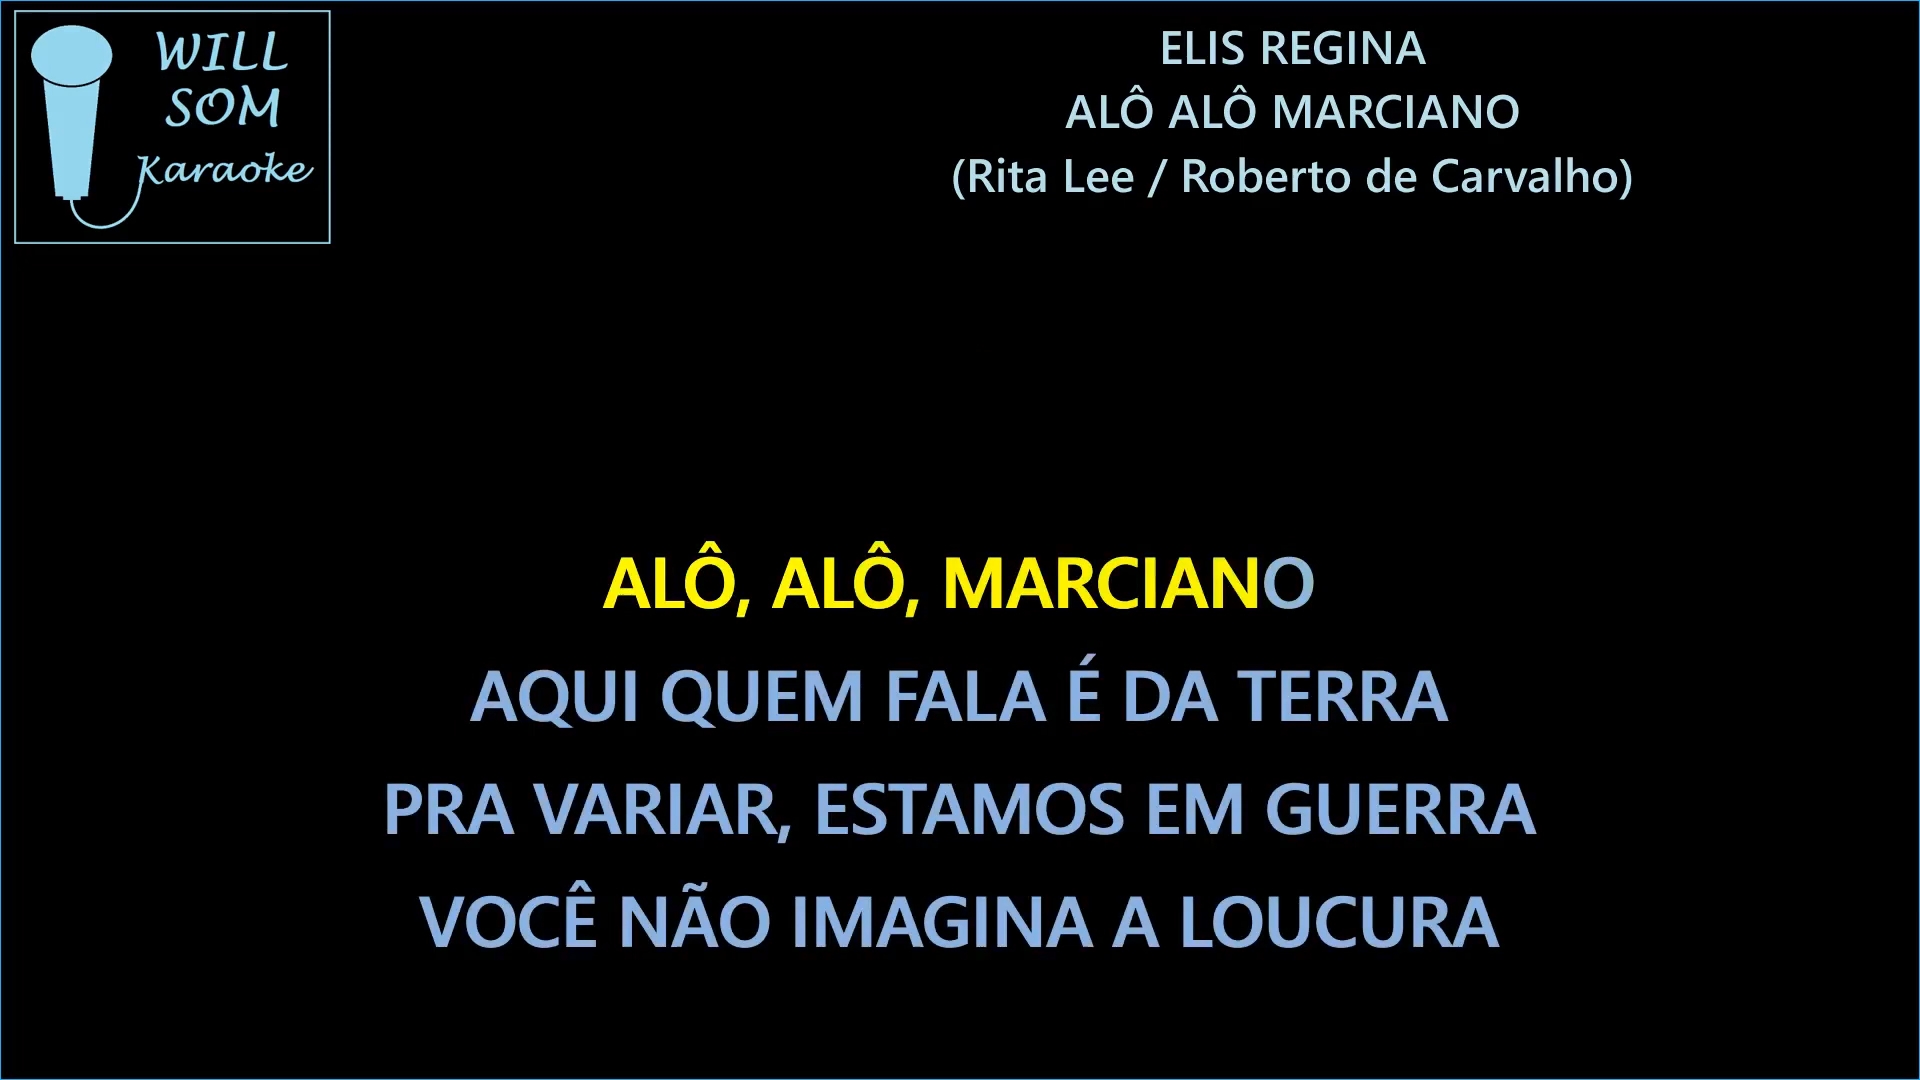 WILL
SOM
Karaoke
ELIS REGINA
ALÔ ALÔ MARCIANO
(Rita Lee / Roberto de Carvalho)
ALÔ, ALÔ, MARCIANO
AQUI QUEM FALA É DA TERRA
PRA VARIAR, ESTAMOS EM GUERRA
VOCÊ NÃO IMAGINA A LOUCURA